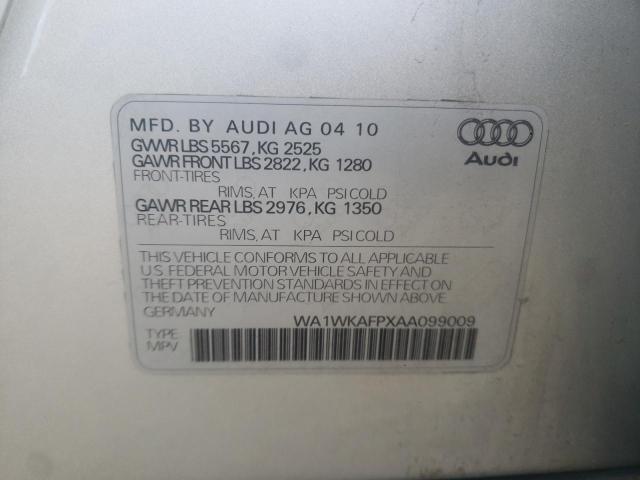 MFD. BY AUDI AG 04 10
GVWR LBS 5567, KG 2525
GAWR FRONT LBS 2822, KG 1280
FRONT-TIRES
RIMS, AT KPA PSI COLD
GAWR REAR LBS 2976, KG 1350
REAR-TIRES
RIMS, AT KPA PSI COLD
Audi
THIS VEHICLE CONFORMS TO ALL APPLICABLE
U.S. FEDERAL MOTOR VEHICLE SAFETY AND
THEFT PREVENTION STANDARDS IN EFFECT ON
THE DATE OF MANUFACTURE SHOWN ABOVE.
GERMANY
WA1WKAFPXAA099009
TYPE
MPV